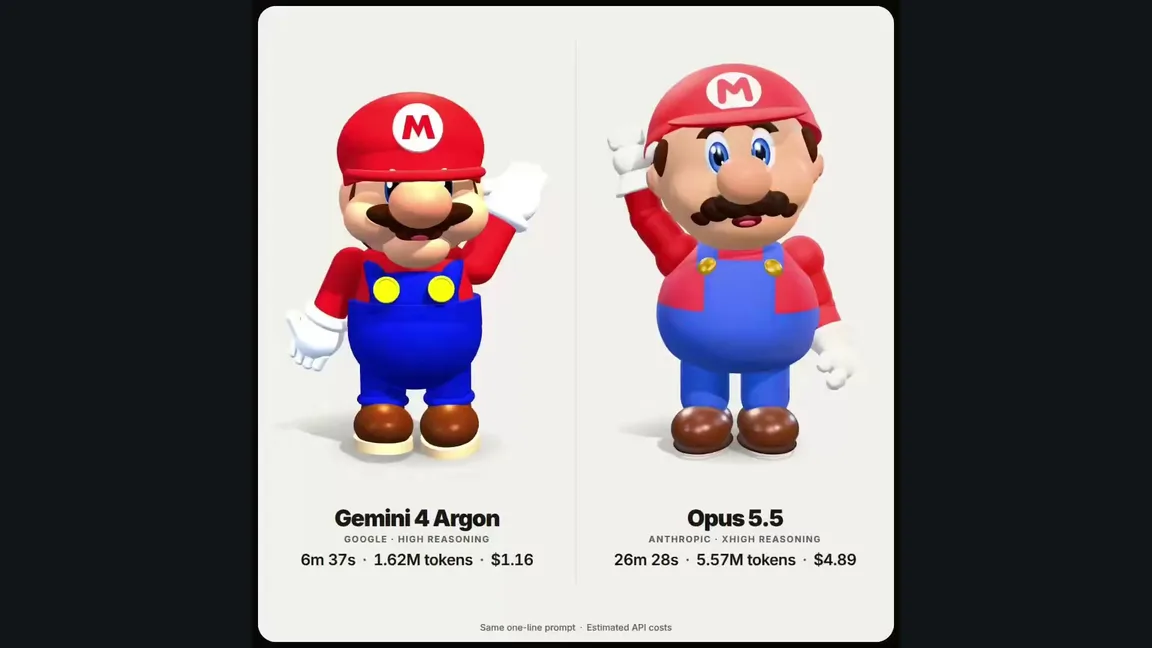 M
M
Gemini 4 Argon
GOOGLE · HIGH REASONING
6m 37s · 1.62M tokens · $1.16
Opus 5.5
ANTHROPIC · XHIGH REASONING
26m 28s · 5.57M tokens · $4.89
Same one-line prompt · Estimated API costs